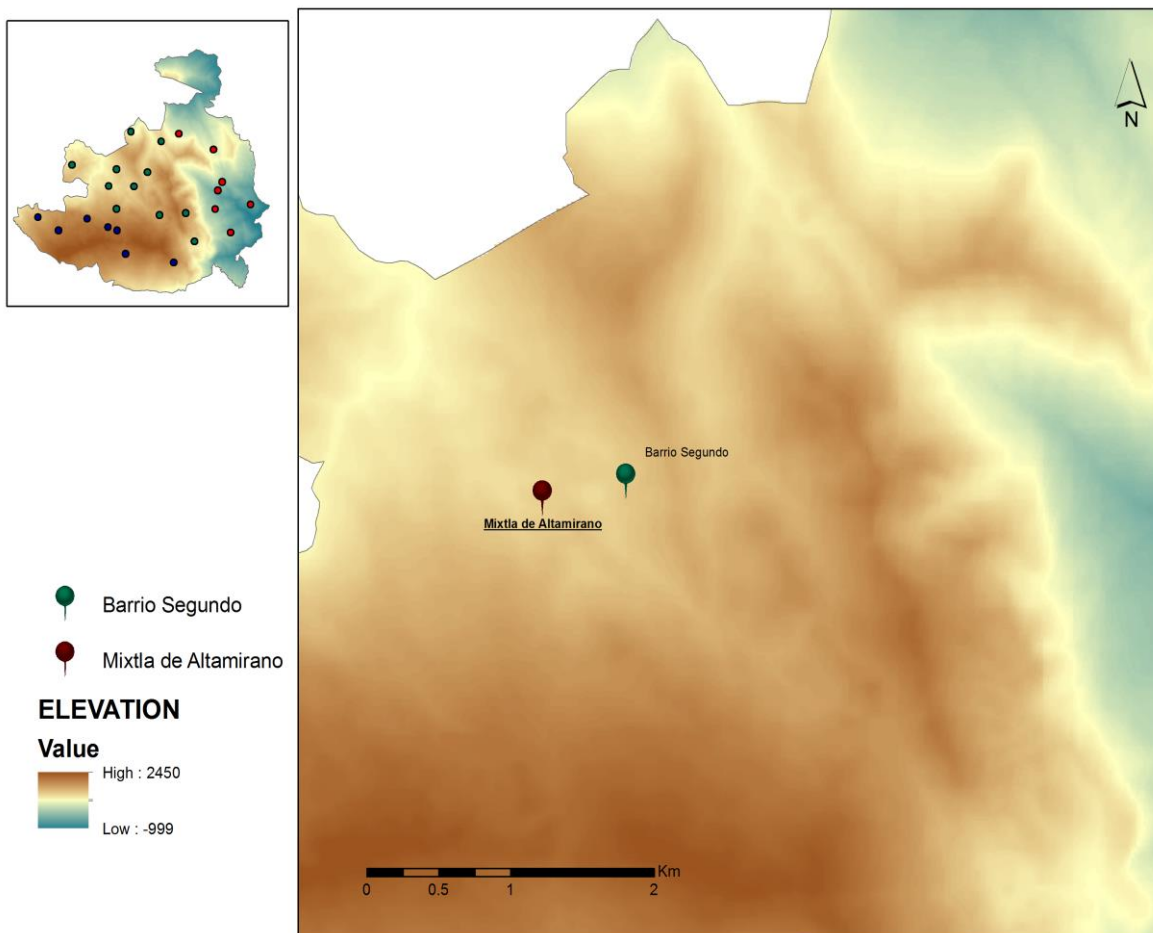 N
Barrio Segundo
Mixtla de Altamirano
Barrio Segundo
Mixtla de Altamirano
ELEVATION
Value
High : 2450
Low : -999
Km
0 0.5 1 2